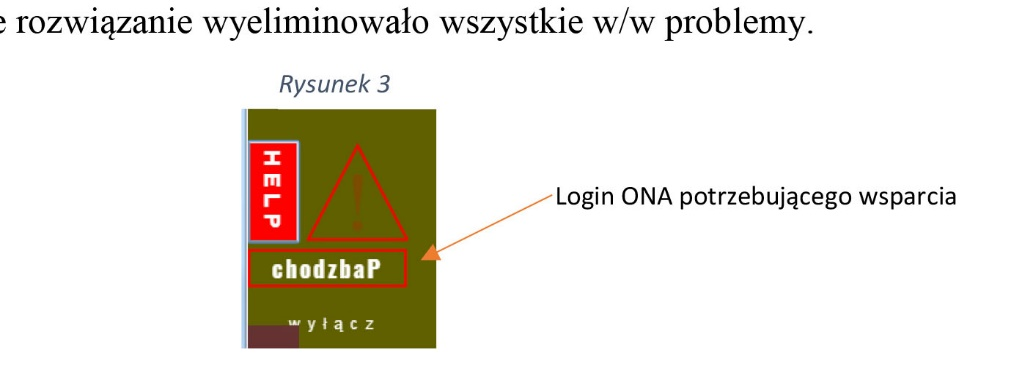 e rozwiązanie wyeliminowało wszystkie w/w problemy.
Rysunek 3
HELP
!
Login ONA potrzebującego wsparcia
chodzbaP
wyłącz